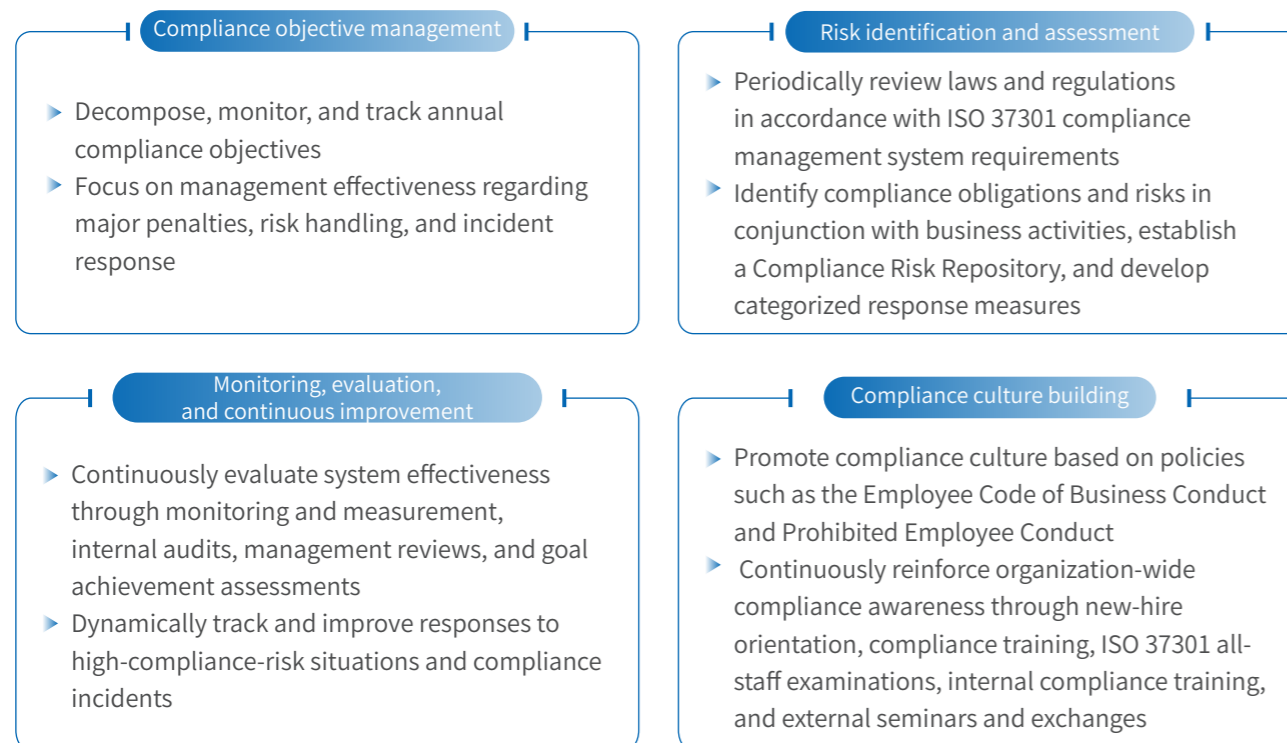 Compliance objective management
Decompose, monitor, and track annual
compliance objectives
Focus on management effectiveness regarding
major penalties, risk handling, and incident
response
Risk identification and assessment
Periodically review laws and regulations
in accordance with ISO 37301 compliance
management system requirements
Identify compliance obligations and risks in
conjunction with business activities, establish
a Compliance Risk Repository, and develop
categorized response measures
Monitoring, evaluation,
and continuous improvement
Continuously evaluate system effectiveness
through monitoring and measurement,
internal audits, management reviews, and goal
achievement assessments
Dynamically track and improve responses to
high-compliance-risk situations and compliance
incidents
Compliance culture building
Promote compliance culture based on policies
such as the Employee Code of Business Conduct
and Prohibited Employee Conduct
Continuously reinforce organization-wide
compliance awareness through new-hire
orientation, compliance training, ISO 37301 all-
staff examinations, internal compliance training,
and external seminars and exchanges